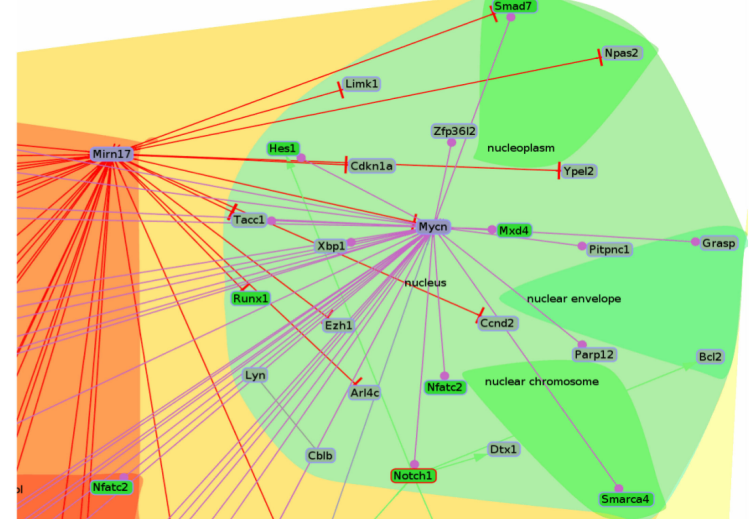 Smad7
Npas2
Limk1
Zfp36l2
Hes1
nucleoplasm
Mirn17
Cdkn1a
Ypel2
Tacc1
Mycn
Mxd4
Xbp1
Pitpnc1
Grasp
nucleus
Runx1
nuclear envelope
Ezh1
Ccnd2
Parp12
Bcl2
Lyn
Nfatc2
nuclear chromosome
Arl4c
Cblb
Dtx1
Notch1
Nfatc2
Smarca4